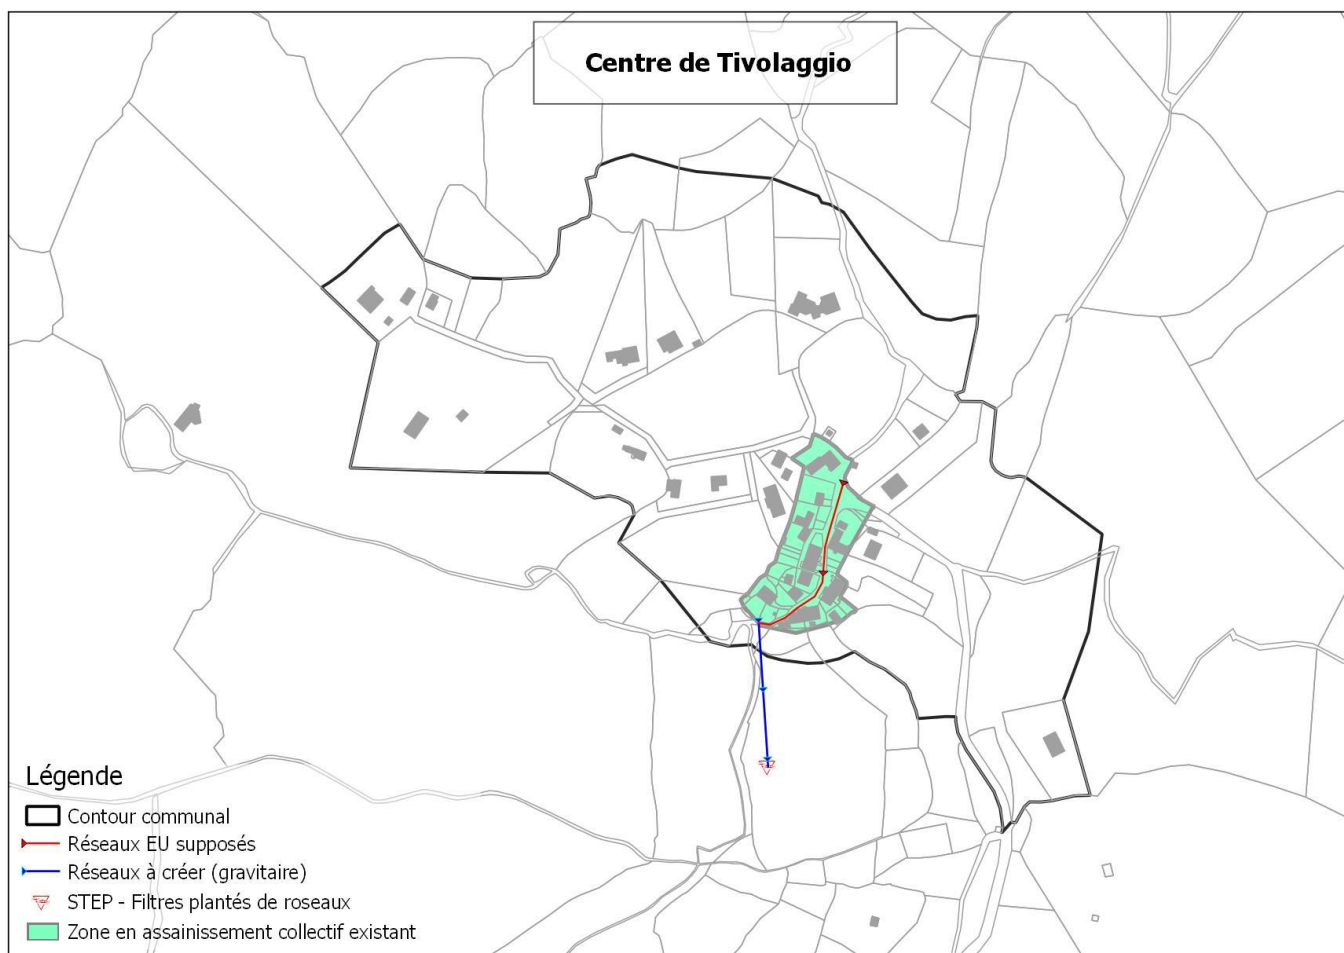 Centre de Tivolaggio
Légende
Contour communal
Réseaux EU supposés
Réseaux à créer (gravitaire)
STEP - Filtres plantés de roseaux
Zone en assainissement collectif existant